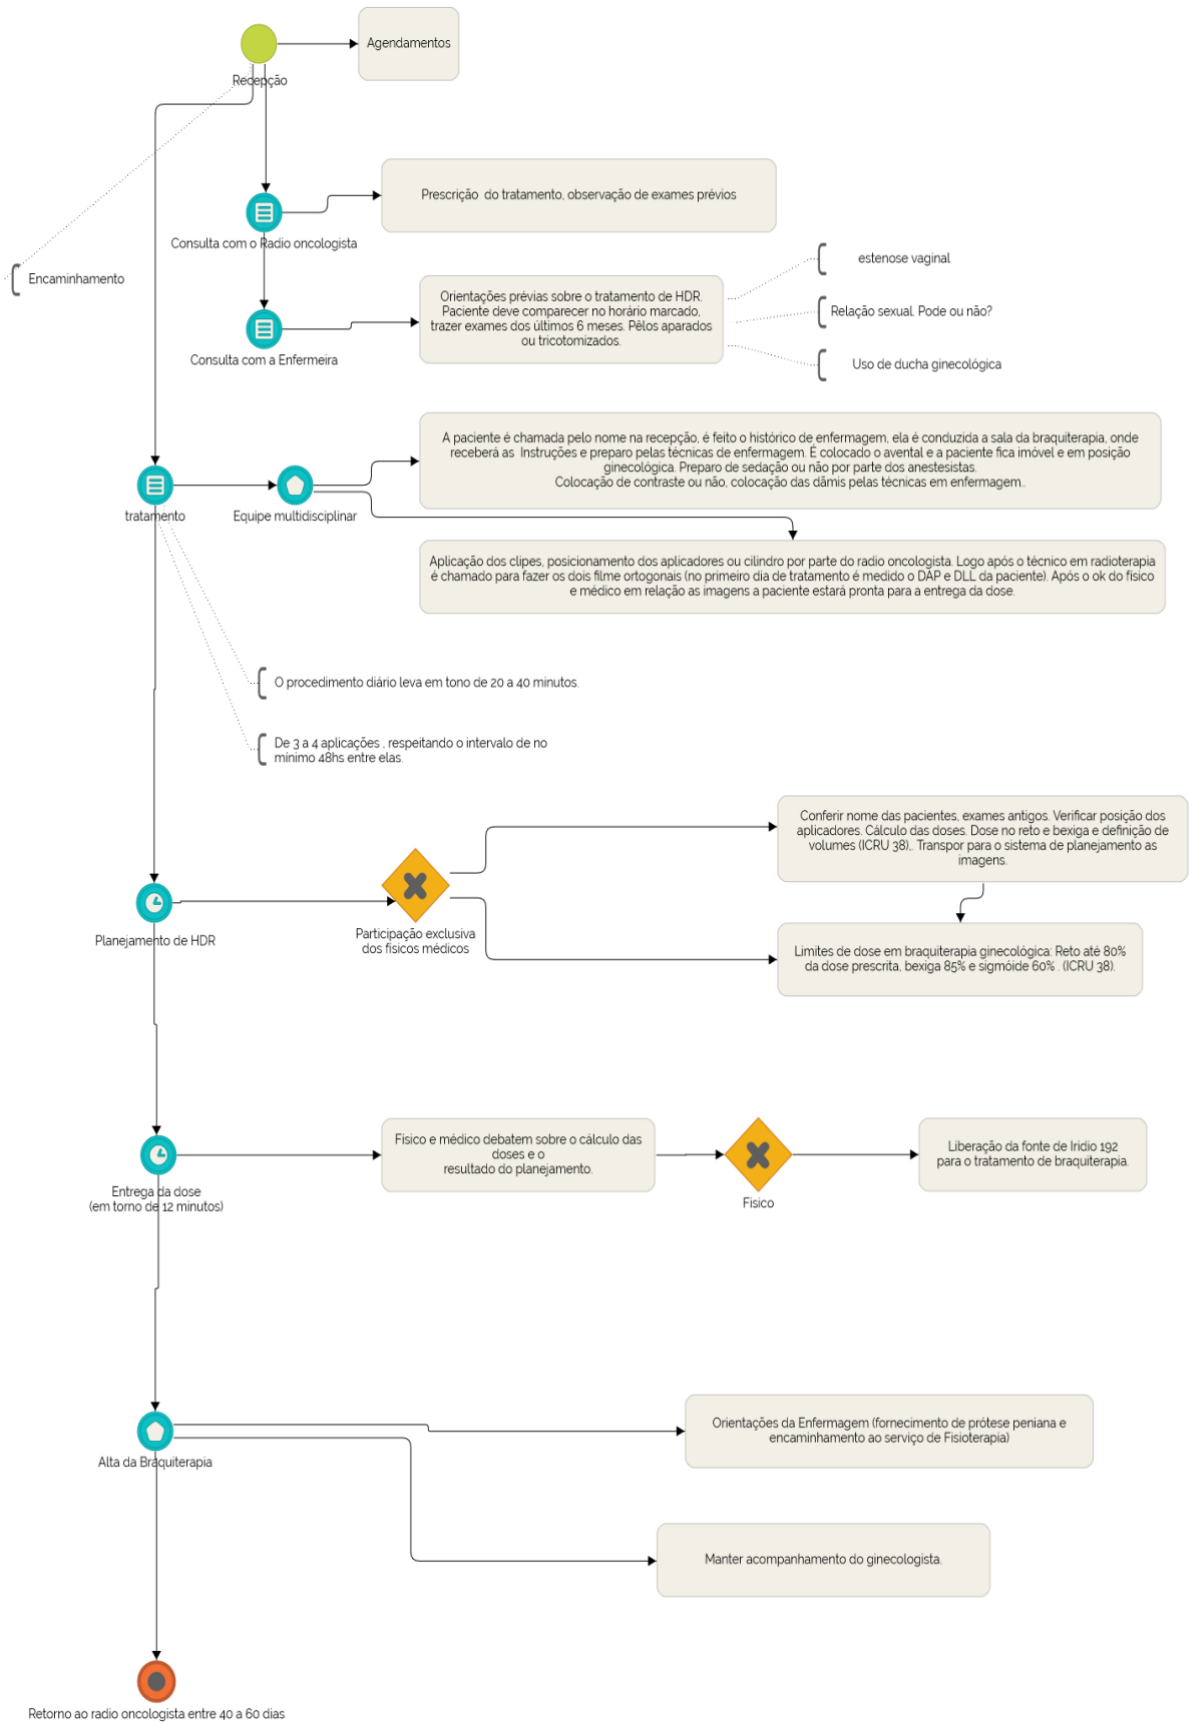 Agendamentos
Recepção
Prescrição do tratamento, observação de exames prévios
Consulta com o Radio oncologista
Encaminhamento
estenose vaginal
Orientações prévias sobre o tratamento de HDR.
Paciente deve comparecer no horário marcado,
trazer exames dos últimos 6 meses. Pêlos aparados
ou tricotomizados.
Relação sexual. Pode ou não?
Consulta com a Enfermeira
Uso de ducha ginecológica
A paciente é chamada pelo nome na recepção, é feito o histórico de enfermagem, ela é conduzida a sala da braquiterapia, onde
receberá as Instruções e preparo pelas técnicas de enfermagem. É colocado o avental e a paciente fica imóvel e em posição
ginecológica. Preparo de sedação ou não por parte dos anestesistas.
Colocação de contraste ou não, colocação das dâmis pelas técnicas em enfermagem..
tratamento
Equipe multidisciplinar
Aplicação dos clipes, posicionamento dos aplicadores ou cilindro por parte do radio oncologista. Logo após o técnico em radioterapia
é chamado para fazer os dois filme ortogonais (no primeiro dia de tratamento é medido o DAP e DLL da paciente). Após o ok do físico
e médico em relação as imagens a paciente estará pronta para a entrega da dose.
O procedimento diário leva em tono de 20 a 40 minutos.
De 3 a 4 aplicações , respeitando o intervalo de no
mínimo 48hs entre elas.
Conferir nome das pacientes, exames antigos. Verificar posição dos
aplicadores. Cálculo das doses. Dose no reto e bexiga e definição de
volumes (ICRU 38),. Transpor para o sistema de planejamento as
imagens.
Planejamento de HDR
Participação exclusiva
dos físicos médicos
Limites de dose em braquiterapia ginecológica: Reto até 80%
da dose prescrita, bexiga 85% e sigmóide 60% . (ICRU 38).
Físico e médico debatem sobre o cálculo das
doses e o
resultado do planejamento.
Liberação da fonte de Irídio 192
para o tratamento de braquiterapia.
Entrega da dose
(em torno de 12 minutos)
Físico
Orientações da Enfermagem (fornecimento de prótese peniana e
encaminhamento ao serviço de Fisioterapia)
Alta da Braquiterapia
Manter acompanhamento do ginecologista.
Retorno ao radio oncologista entre 40 a 60 dias